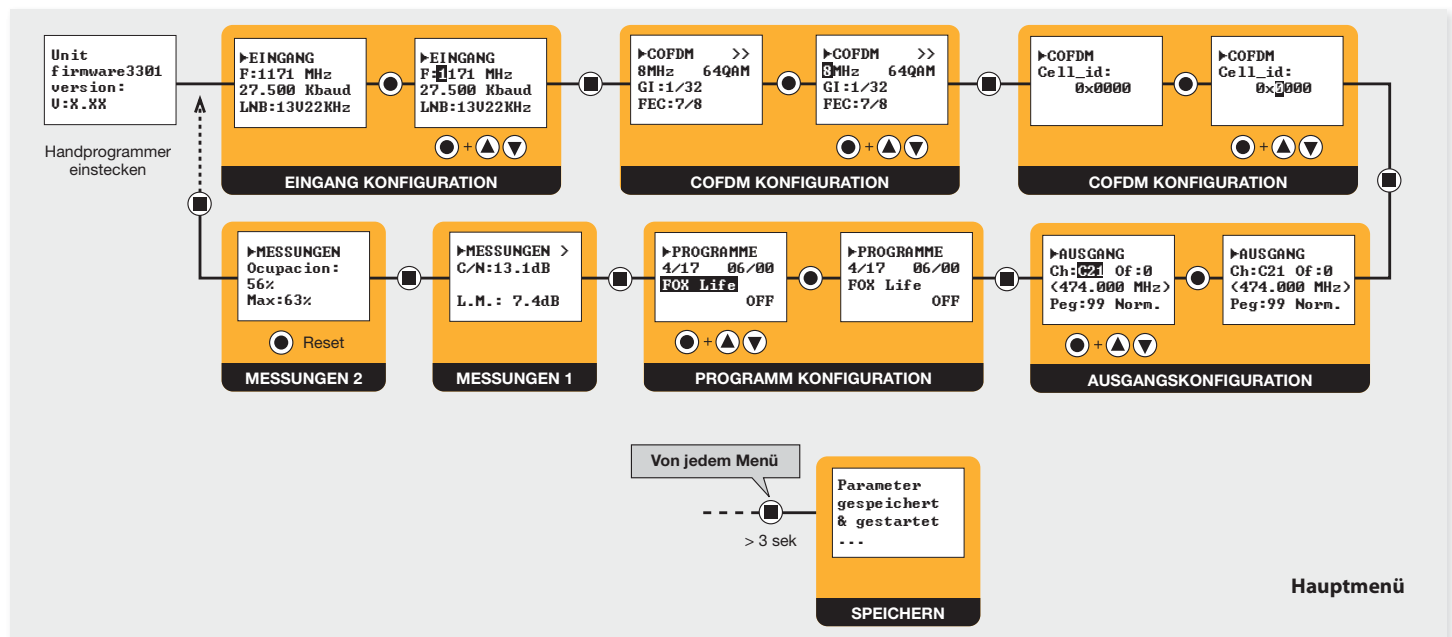 Unit
firmware3301
version:
V:X.XX
Handprogrammer
einstecken
►EINGANG
F:1171 MHz
27.500 Kbaud
LNB:13V22KHz
►EINGANG
F:1171 MHz
27.500 Kbaud
LNB:13V22KHz
+
EINGANG KONFIGURATION
►COFDM >>
8MHz 64QAM
GI:1/32
FEC:7/8
►COFDM >>
8MHz 64QAM
GI:1/32
FEC:7/8
+
COFDM KONFIGURATION
►COFDM
Cell_id:
0x0000
►COFDM
Cell_id:
0x0000
+
COFDM KONFIGURATION
►MESSUNGEN
Ocupacion:
56%
Max:63%
Reset
MESSUNGEN 2
►MESSUNGEN >
C/N:13.1dB
L.M.: 7.4dB
MESSUNGEN 1
►PROGRAMME
4/17 06/00
FOX Life
OFF
+
►PROGRAMME
4/17 06/00
FOX Life
OFF
PROGRAMM KONFIGURATION
►AUSGANG
Ch:C21 Of:0
(474.000 MHz)
Peg:99 Norm.
+
►AUSGANG
Ch:C21 Of:0
(474.000 MHz)
Peg:99 Norm.
AUSGANGSKONFIGURATION
Von jedem Menü
> 3 sek
Parameter
gespeichert
& gestartet
...
SPEICHERN
Hauptmenü